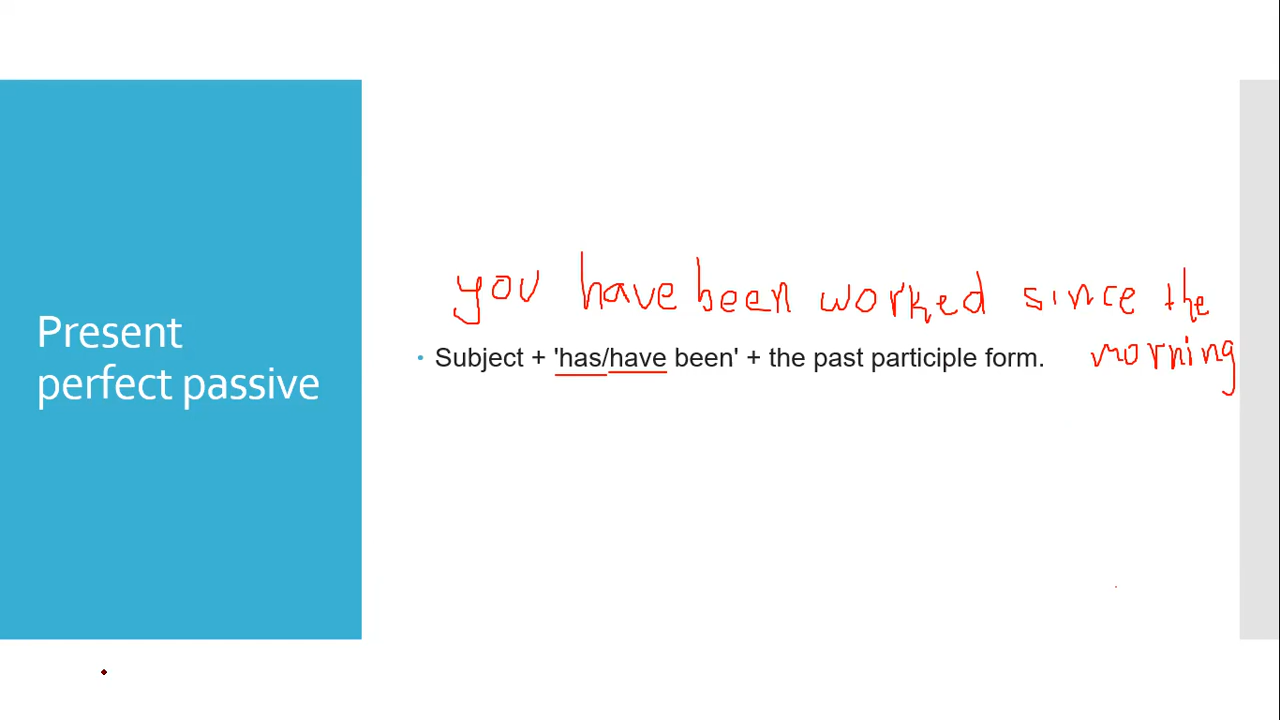 Present
perfect passive
you have been worked since the
morning
• Subject + 'has/have been' + the past participle form.